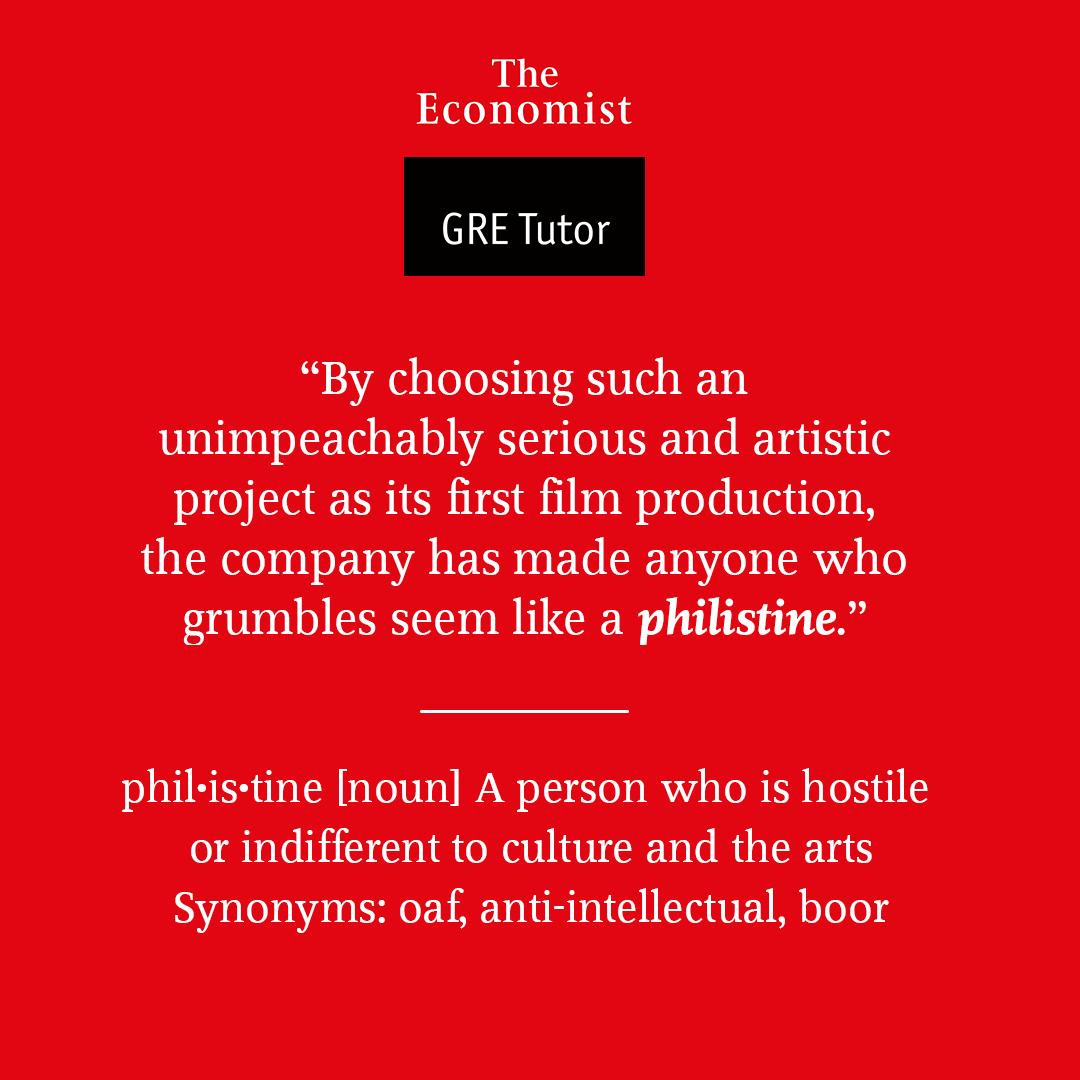 The
Economist
GRE Tutor
“By choosing such an
unimpeachably serious and artistic
project as its first film production,
the company has made anyone who
grumbles seem like a philistine.”
phil•is•tine [noun] A person who is hostile
or indifferent to culture and the arts
Synonyms: oaf, anti-intellectual, boor